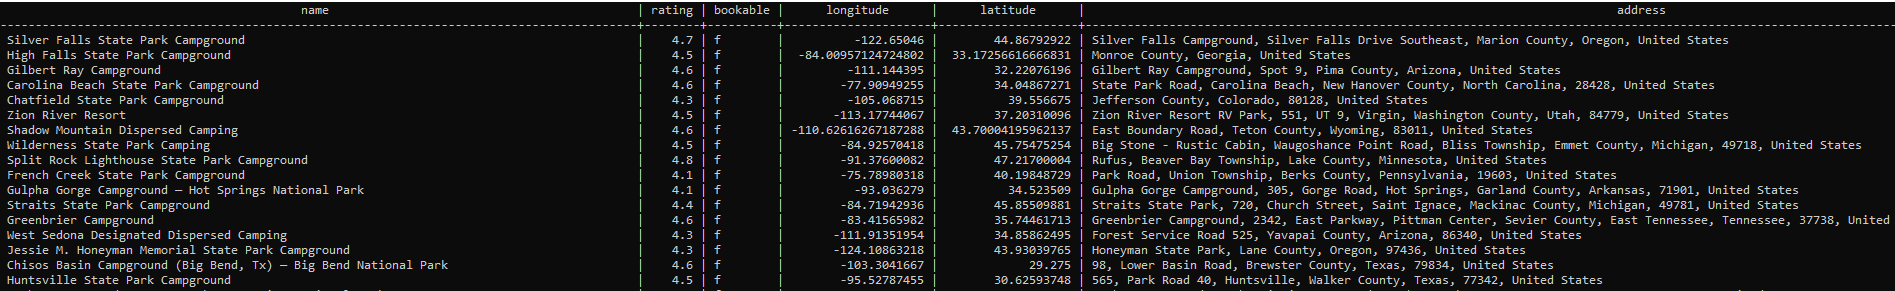 name | rating | bookable | longitude | latitude | address
Silver Falls State Park Campground | 4.7 | f | -122.65046 | 44.86792922 | Silver Falls Campground, Silver Falls Drive Southeast, Marion County, Oregon, United States
High Falls State Park Campground | 4.5 | f | -84.00957124724802 | 33.17256616666831 | Monroe County, Georgia, United States
Gilbert Ray Campground | 4.6 | f | -111.144395 | 32.22076196 | Gilbert Ray Campground, Spot 9, Pima County, Arizona, United States
Carolina Beach State Park Campground | 4.6 | f | -77.90949255 | 34.04867271 | State Park Road, Carolina Beach, New Hanover County, North Carolina, 28428, United States
Chatfield State Park Campground | 4.3 | f | -105.068715 | 39.556675 | Jefferson County, Colorado, 80128, United States
Zion River Resort | 4.5 | f | -113.17744067 | 37.20310096 | Zion River Resort RV Park, 551, UT 9, Virgin, Washington County, Utah, 84779, United States
Shadow Mountain Dispersed Camping | 4.6 | f | -110.62616267187288 | 43.70004195962137 | East Boundary Road, Teton County, Wyoming, 83011, United States
Wilderness State Park Camping | 4.5 | f | -84.92570418 | 45.75475254 | Big Stone - Rustic Cabin, Waugoshance Point Road, Bliss Township, Emmet County, Michigan, 49718, United States
Split Rock Lighthouse State Park Campground | 4.8 | f | -91.37600082 | 47.21700004 | Rufus, Beaver Bay Township, Lake County, Minnesota, United States
French Creek State Park Campground | 4.1 | f | -75.78980318 | 40.19848729 | Park Road, Union Township, Berks County, Pennsylvania, 19603, United States
Gulpha Gorge Campground — Hot Springs National Park | 4.1 | f | -93.036279 | 34.523509 | Gulpha Gorge Campground, 305, Gorge Road, Hot Springs, Garland County, Arkansas, 71901, United States
Straits State Park Campground | 4.4 | f | -84.71942936 | 45.85509881 | Straits State Park, 720, Church Street, Saint Ignace, Mackinac County, Michigan, 49781, United States
Greenbrier Campground | 4.6 | f | -83.41565982 | 35.74461713 | Greenbrier Campground, 2342, East Parkway, Pittman Center, Sevier County, East Tennessee, Tennessee, 37738, United
West Sedona Designated Dispersed Camping | 4.3 | f | -111.91351954 | 34.85862495 | Forest Service Road 525, Yavapai County, Arizona, 86340, United States
Jessie M. Honeyman Memorial State Park Campground | 4.3 | f | -124.10863218 | 43.93039765 | Honeyman State Park, Lane County, Oregon, 97436, United States
Chisos Basin Campground (Big Bend, Tx) — Big Bend National Park | 4.6 | f | -103.3041667 | 29.275 | 98, Lower Basin Road, Brewster County, Texas, 79834, United States
Huntsville State Park Campground | 4.5 | f | -95.52787455 | 30.62593748 | 565, Park Road 40, Huntsville, Walker County, Texas, 77342, United States